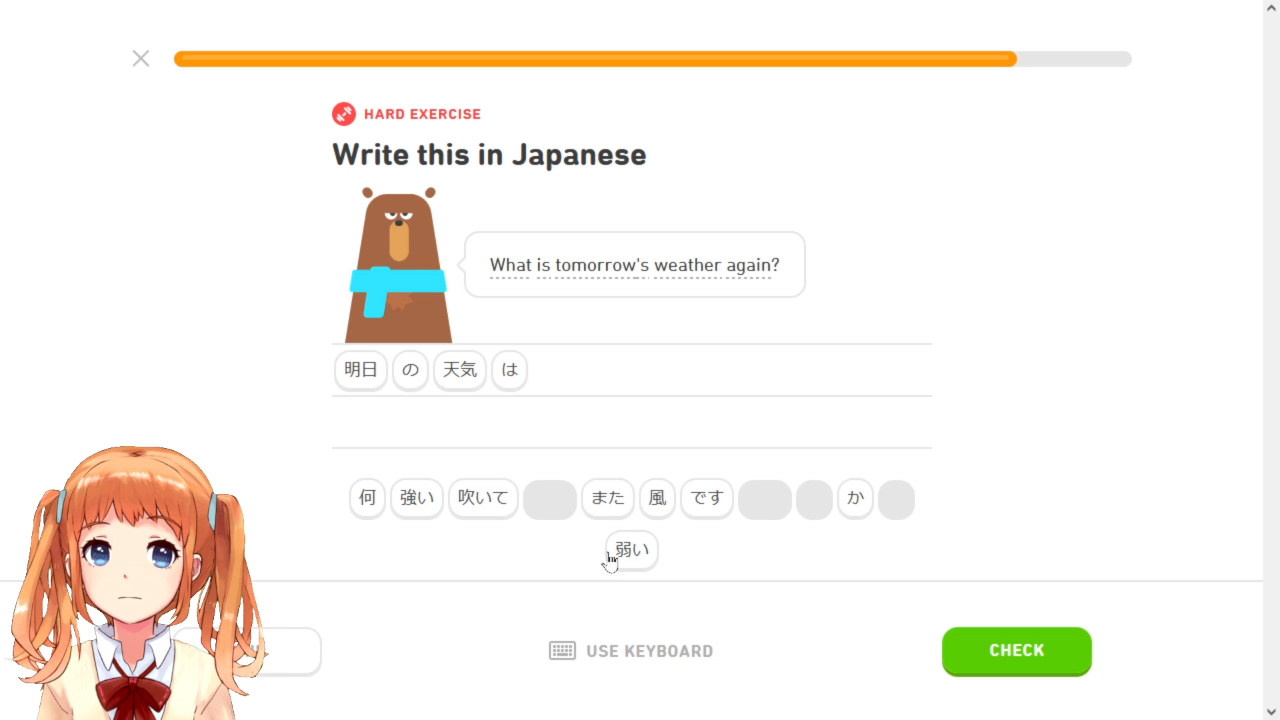 HARD EXERCISE
Write this in Japanese
What is tomorrow's weather again?
明日 の 天気 は
何 強い 吹いて また 風 です か
弱い
USE KEYBOARD
CHECK